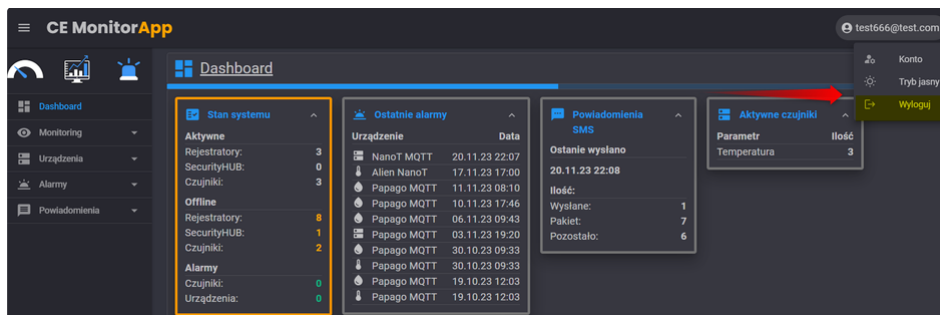 CE MonitorApp
test666@test.com
Konto
Tryb jasny
Wyloguj
Dashboard
Monitoring
Urządzenia
Alarmy
Powiadomienia
Dashboard
Stan systemu
Aktywne
Rejestratory: 3
SecurityHUB: 0
Czujniki: 3
Offline
Rejestratory: 8
SecurityHUB: 1
Czujniki: 2
Alarmy
Czujniki: 0
Urządzenia: 0
Ostatnie alarmy
Urządzenie Data
NanoT MQTT 20.11.23 22:07
Alien NanoT 17.11.23 17:00
Papago MQTT 11.11.23 08:10
Papago MQTT 10.11.23 17:46
Papago MQTT 06.11.23 09:43
Papago MQTT 03.11.23 19:20
Papago MQTT 30.10.23 09:33
Papago MQTT 30.10.23 09:33
Papago MQTT 19.10.23 12:03
Papago MQTT 19.10.23 12:03
Powiadomienia
SMS
Ostanie wysłano
20.11.23 22:08
Ilość:
Wysłane: 1
Pakiet: 7
Pozostało: 6
Aktywne czujniki
Parametr Ilość
Temperatura 3